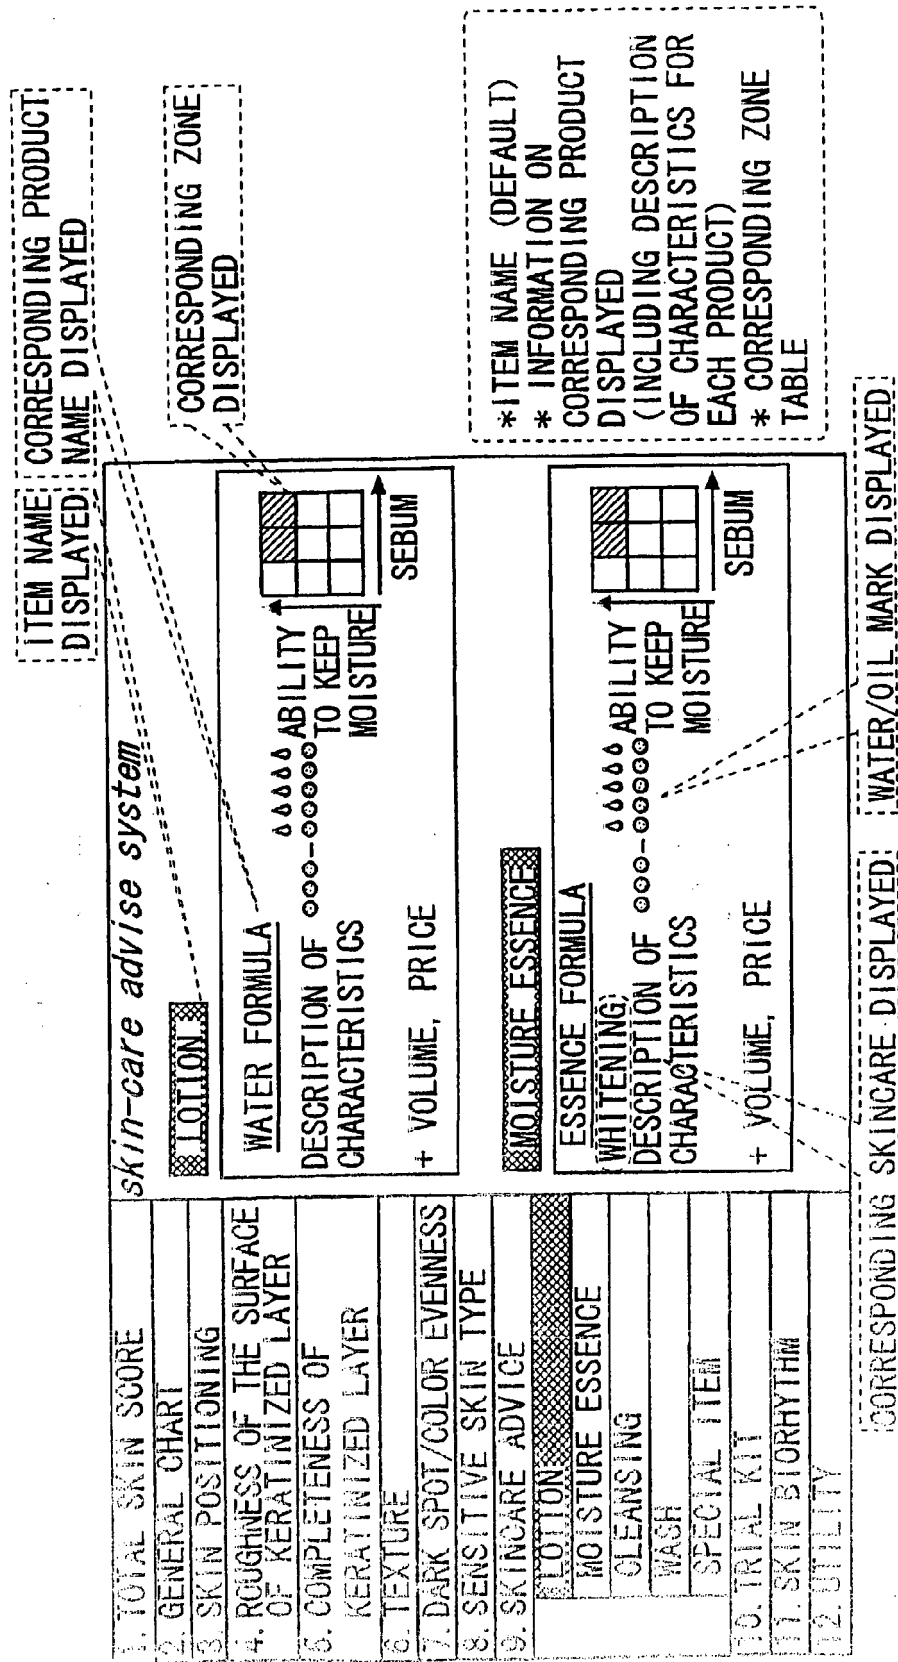 ITEM NAME
DISPLAYED
CORRESPONDING PRODUCT
NAME DISPLAYED
CORRESPONDING ZONE
DISPLAYED
skin-care advise system
1. TOTAL SKIN SCORE
2. GENERAL CHART
3. SKIN POSITIONING
4. ROUGHNESS OF THE SURFACE
OF KERATINIZED LAYER
5. COMPLETENESS OF
KERATINIZED LAYER
6. TEXTURE
7. DARK SPOT/COLOR EVENNESS
8. SENSITIVE SKIN TYPE
9. SKINCARE ADVICE
LOTION
MOISTURE ESSENCE
CLEANSING
WASH
SPECIAL ITEM
10. TRIAL KIT
11. SKIN BIORHYTHM
12. UTILITY
LOTION
WATER FORMULA
DESCRIPTION OF
CHARACTERISTICS
+ VOLUME, PRICE
ABILITY
TO KEEP
MOISTURE
SEBUM
MOISTURE ESSENCE
ESSENCE FORMULA
WHITENING
DESCRIPTION OF
CHARACTERISTICS
+ VOLUME, PRICE
ABILITY
TO KEEP
MOISTURE
SEBUM
*ITEM NAME (DEFAULT)
* INFORMATION ON
CORRESPONDING PRODUCT
DISPLAYED
(INCLUDING DESCRIPTION
OF CHARACTERISTICS FOR
EACH PRODUCT)
* CORRESPONDING ZONE
TABLE
CORRESPONDING SKINCARE DISPLAYED
WATER/OIL MARK DISPLAYED